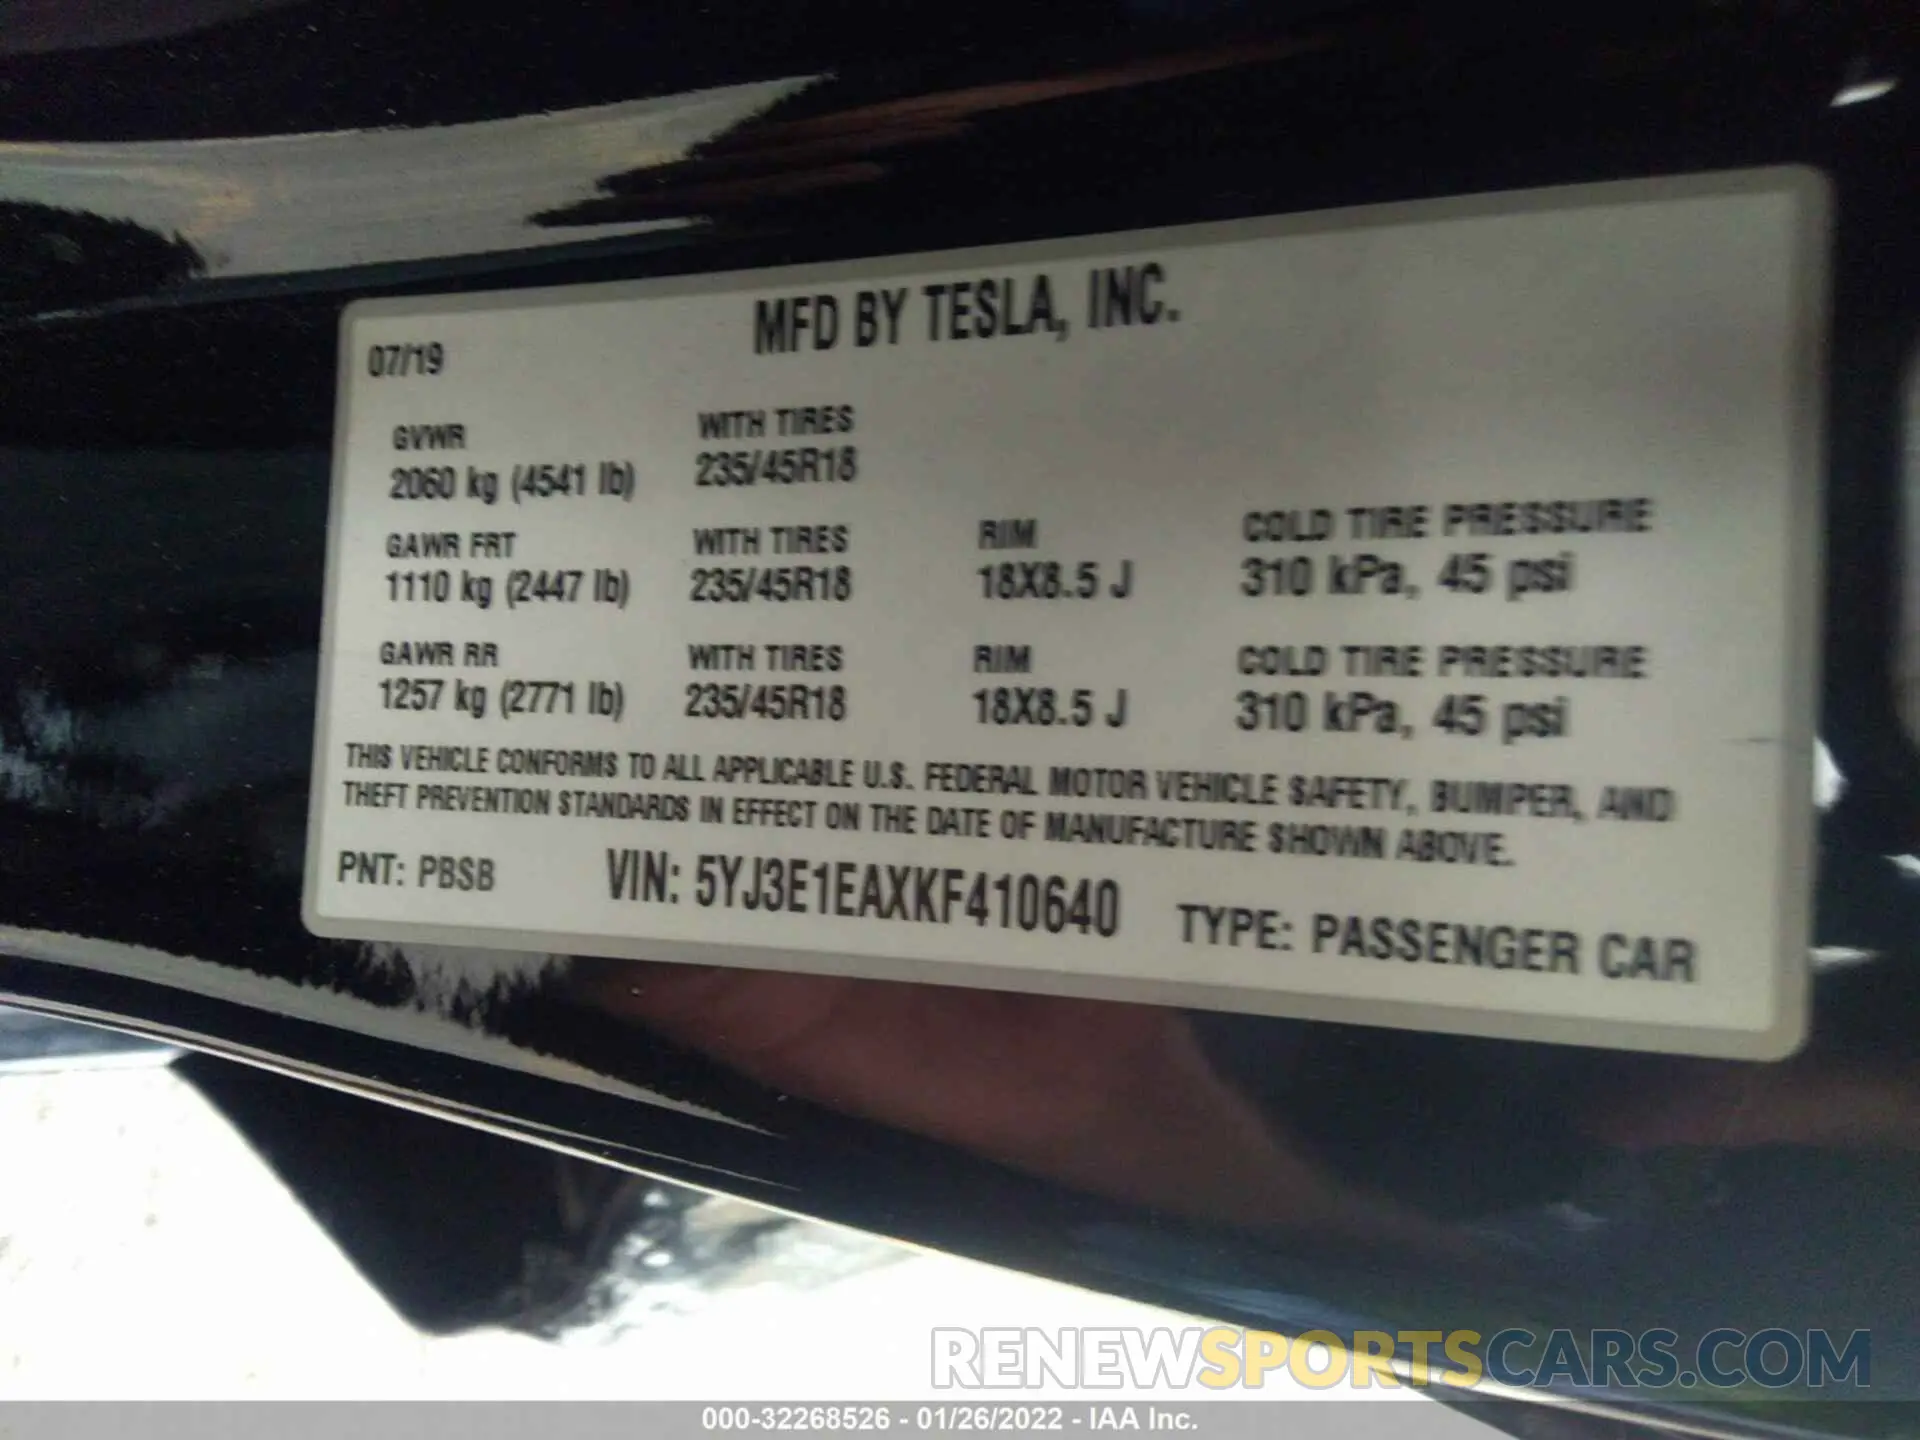 MFD BY TESLA, INC.
07/19
GVWR WITH TIRES
2060 kg (4541 lb) 235/45R18
GAWR FRT WITH TIRES RIM COLD TIRE PRESSURE
1110 kg (2447 lb) 235/45R18 18X8.5 J 310 kPa, 45 psi
GAWR RR WITH TIRES RIM COLD TIRE PRESSURE
1257 kg (2771 lb) 235/45R18 18X8.5 J 310 kPa, 45 psi
THIS VEHICLE CONFORMS TO ALL APPLICABLE U.S. FEDERAL MOTOR VEHICLE SAFETY, BUMPER, AND
THEFT PREVENTION STANDARDS IN EFFECT ON THE DATE OF MANUFACTURE SHOWN ABOVE.
PNT: PBSB VIN: 5YJ3E1EAXKF410640 TYPE: PASSENGER CAR
RENEWSPORTSCARS.COM
000-32268526 - 01/26/2022 - IAA Inc.